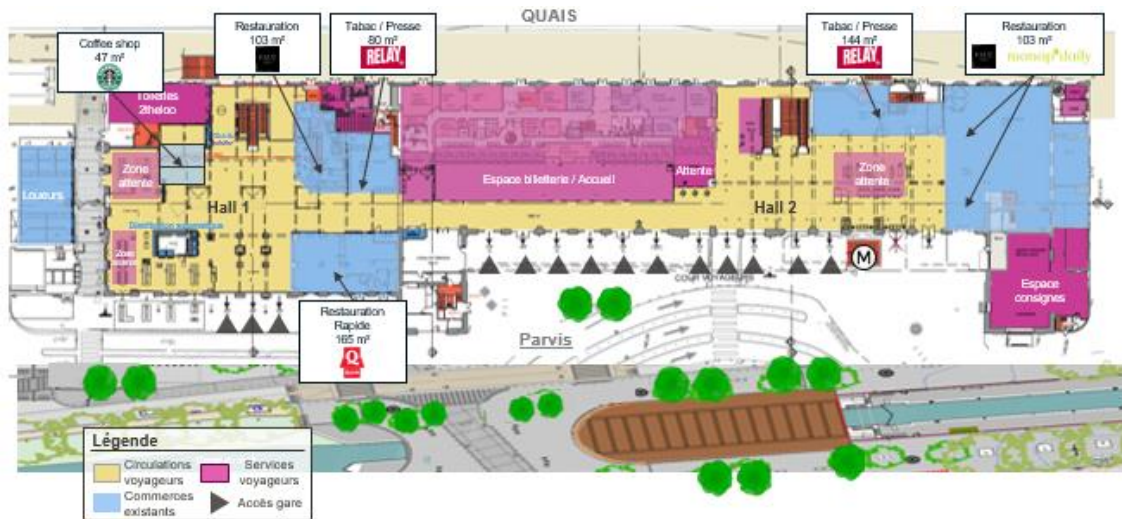 QUAIS
Coffee shop
47 m²
Restauration
103 m²
Tabac / Presse
80 m²
RELAY
Tabac / Presse
144 m²
RELAY
Restauration
103 m²
monop'daily
Toilettes
2theloo
Loueurs
Zone
attente
Hall 1
Espace billetterie / Accueil
Attente
Zone
attente
Hall 2
M
COUR VOYAGEURS
Espace
consignes
Restauration
Rapide
165 m²
Q
Parvis
Légende
Circulations
voyageurs
Services
voyageurs
Commerces
existants
Accès gare